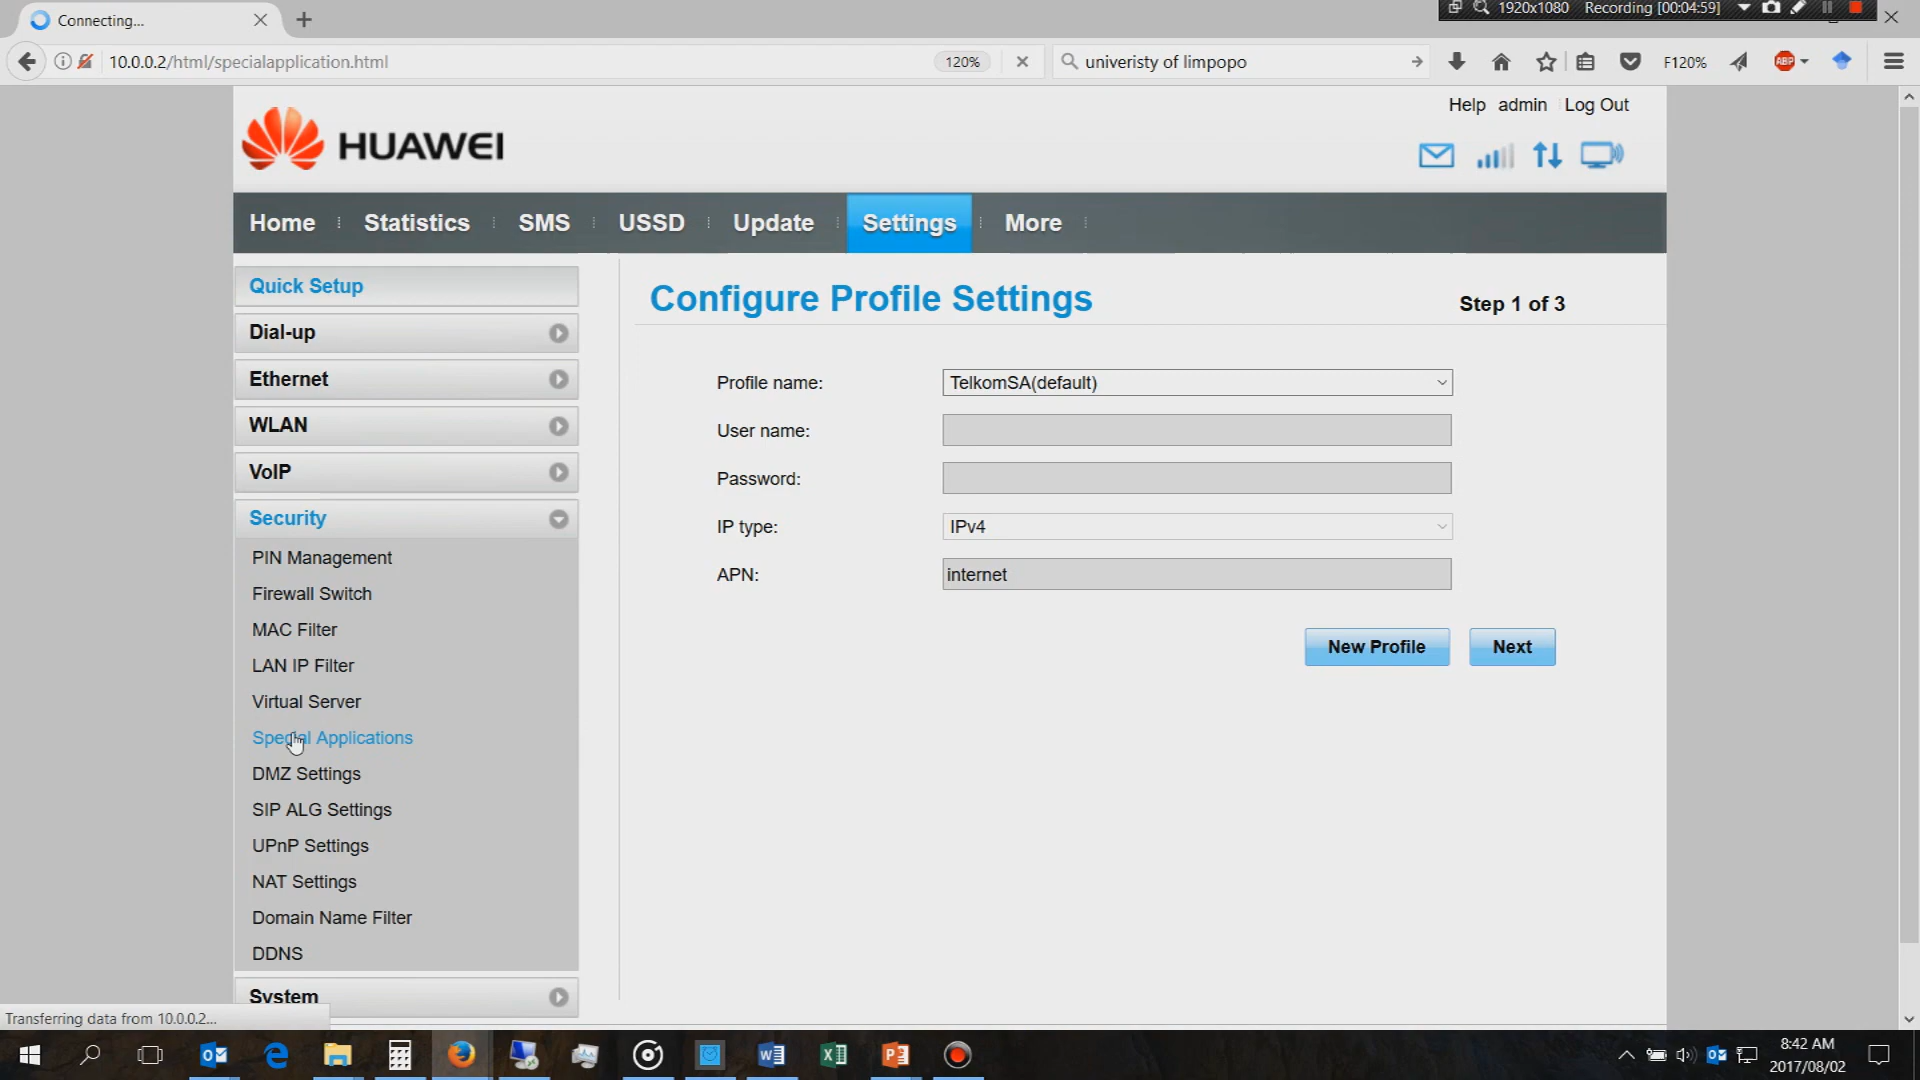 Connecting...
1920x1080 Recording [00:04:59]
10.0.0.2/html/specialapplication.html
120%
univeristy of limpopo
F120%
ABP
Help admin Log Out
HUAWEI
Home Statistics SMS USSD Update Settings More
Quick Setup
Dial-up
Ethernet
WLAN
VoIP
Security
PIN Management
Firewall Switch
MAC Filter
LAN IP Filter
Virtual Server
Special Applications
DMZ Settings
SIP ALG Settings
UPnP Settings
NAT Settings
Domain Name Filter
DDNS
System
Configure Profile Settings
Step 1 of 3
Profile name: TelkomSA(default)
User name:
Password:
IP type: IPv4
APN: internet
New Profile Next
Transferring data from 10.0.0.2...
8:42 AM
2017/08/02